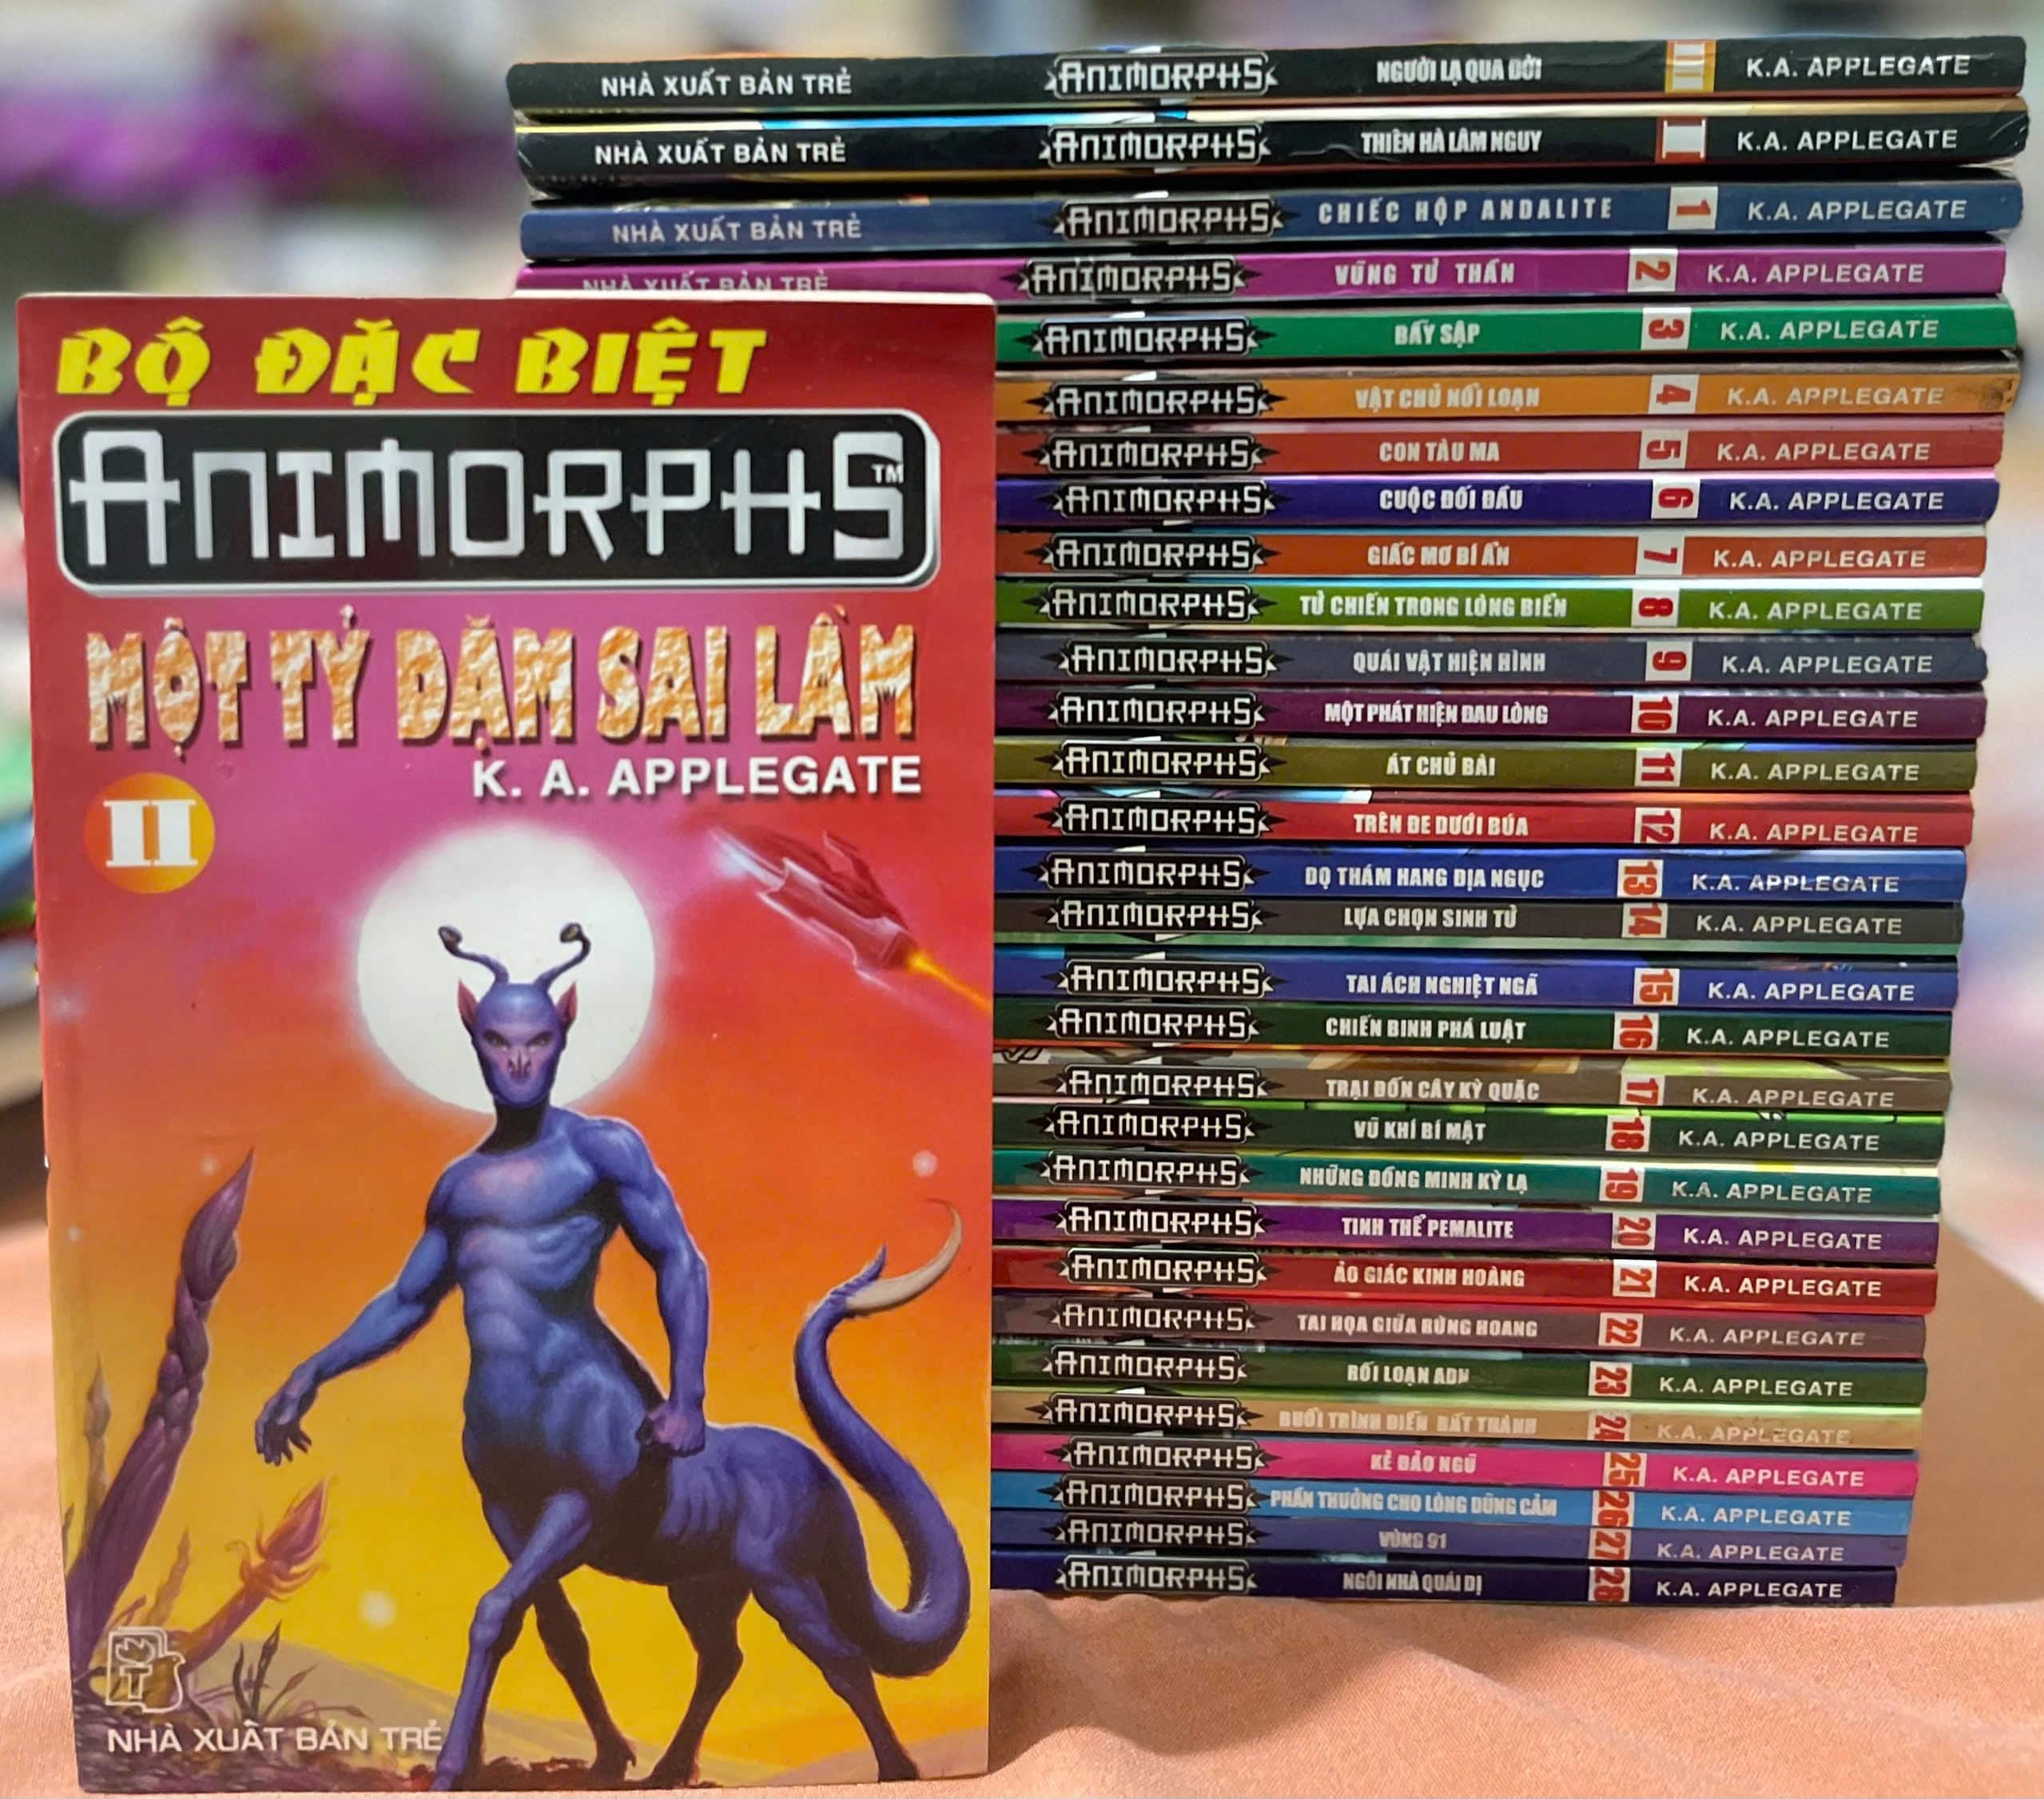 BỘ ĐẶC BIỆT
ANIMORPHS™
MỘT TỶ DẶM SAI LẦM
K. A. APPLEGATE
II
T
NHÀ XUẤT BẢN TRẺ
NHÀ XUẤT BẢN TRẺ ANIMORPHS NGƯỜI LẠ QUA ĐỜI III K.A. APPLEGATE
NHÀ XUẤT BẢN TRẺ ANIMORPHS THIÊN HÀ LÂM NGUY I K.A. APPLEGATE
NHÀ XUẤT BẢN TRẺ ANIMORPHS CHIẾC HỘP ANDALITE 1 K.A. APPLEGATE
NHÀ XUẤT BẢN TRẺ ANIMORPHS VŨNG TỬ THẦN 2 K.A. APPLEGATE
ANIMORPHS BẪY SẬP 3 K.A. APPLEGATE
ANIMORPHS VẬT CHỦ NỔI LOẠN 4 K.A. APPLEGATE
ANIMORPHS CON TÀU MA 5 K.A. APPLEGATE
ANIMORPHS CUỘC ĐỐI ĐẦU 6 K.A. APPLEGATE
ANIMORPHS GIẤC MƠ BÍ ẨN 7 K.A. APPLEGATE
ANIMORPHS TỬ CHIẾN TRONG LÒNG BIỂN 8 K.A. APPLEGATE
ANIMORPHS QUÁI VẬT HIỆN HÌNH 9 K.A. APPLEGATE
ANIMORPHS MỘT PHÁT HIỆN ĐAU LÒNG 10 K.A. APPLEGATE
ANIMORPHS ÁT CHỦ BÀI 11 K.A. APPLEGATE
ANIMORPHS TRÊN ĐE DƯỚI BÚA 12 K.A. APPLEGATE
ANIMORPHS DỌ THÁM HANG ĐỊA NGỤC 13 K.A. APPLEGATE
ANIMORPHS LỰA CHỌN SINH TỬ 14 K.A. APPLEGATE
ANIMORPHS TAI ÁCH NGHIỆT NGÃ 15 K.A. APPLEGATE
ANIMORPHS CHIẾN BINH PHÁ LUẬT 16 K.A. APPLEGATE
ANIMORPHS TRẠI ĐỐN CÂY KỲ QUẶC 17 K.A. APPLEGATE
ANIMORPHS VŨ KHÍ BÍ MẬT 18 K.A. APPLEGATE
ANIMORPHS NHỮNG ĐỒNG MINH KỲ LẠ 19 K.A. APPLEGATE
ANIMORPHS TINH THỂ PEMALITE 20 K.A. APPLEGATE
ANIMORPHS ẢO GIÁC KINH HOÀNG 21 K.A. APPLEGATE
ANIMORPHS TAI HỌA GIỮA RỪNG HOANG 22 K.A. APPLEGATE
ANIMORPHS RỐI LOẠN ADN 23 K.A. APPLEGATE
ANIMORPHS BUỔI TRÌNH DIỄN BẤT THÀNH 24 K.A. APPLEGATE
ANIMORPHS KẺ ĐẢO NGŨ 25 K.A. APPLEGATE
ANIMORPHS PHẦN THƯỞNG CHO LÒNG DŨNG CẢM 26 K.A. APPLEGATE
ANIMORPHS VÙNG 91 27 K.A. APPLEGATE
ANIMORPHS NGÔI NHÀ QUÁI DỊ 28 K.A. APPLEGATE